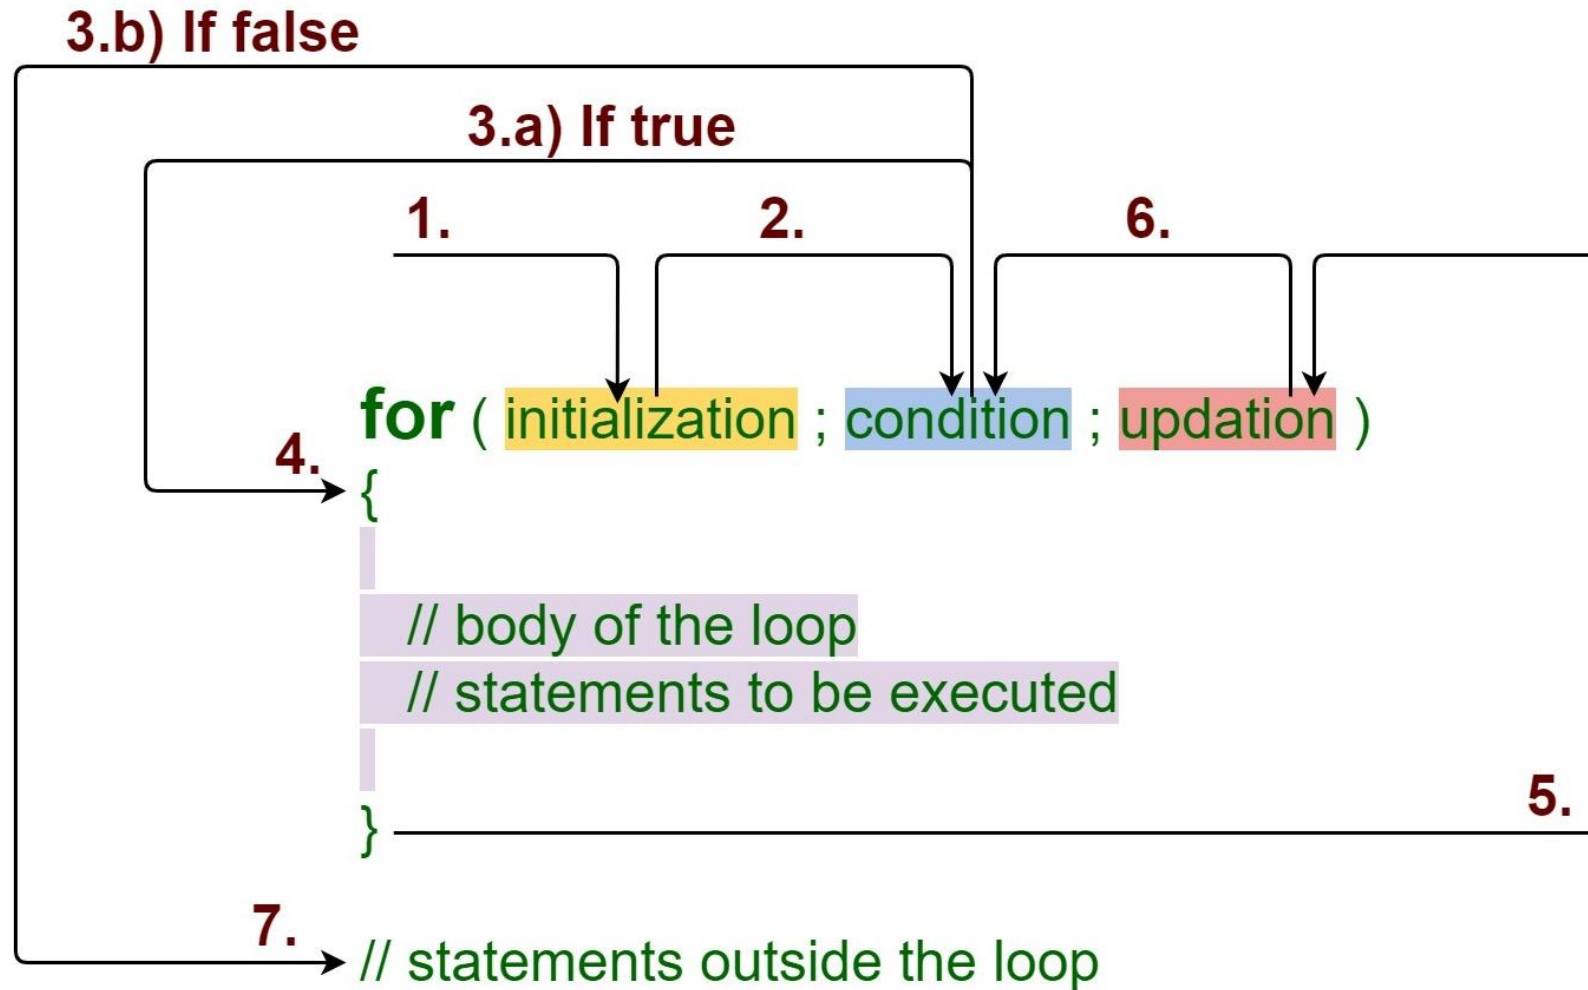 3.b) If false
3.a) If true
1.
2.
6.
for ( initialization ; condition ; updation )
4.
{
// body of the loop
// statements to be executed
5.
}
7.
// statements outside the loop